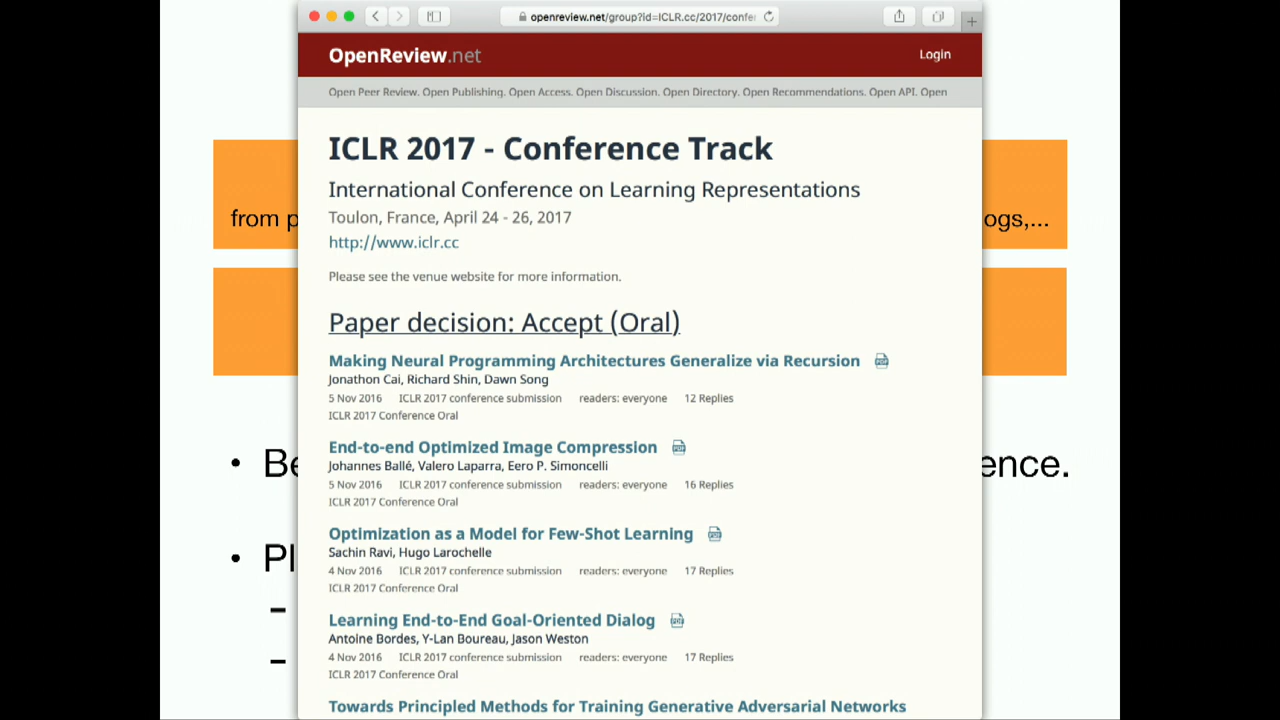 openreview.net/group?id=ICLR.cc/2017/confe
OpenReview.net
Login
Open Peer Review. Open Publishing. Open Access. Open Discussion. Open Directory. Open Recommendations. Open API. Open
ICLR 2017 - Conference Track
International Conference on Learning Representations
Toulon, France, April 24 - 26, 2017
http://www.iclr.cc
from p
ogs,...
Please see the venue website for more information.
Paper decision: Accept (Oral)
Making Neural Programming Architectures Generalize via Recursion PDF
Jonathon Cai, Richard Shin, Dawn Song
5 Nov 2016 ICLR 2017 conference submission readers: everyone 12 Replies
ICLR 2017 Conference Oral
End-to-end Optimized Image Compression PDF
Johannes Ballé, Valero Laparra, Eero P. Simoncelli
• Be
ence.
5 Nov 2016 ICLR 2017 conference submission readers: everyone 16 Replies
ICLR 2017 Conference Oral
Optimization as a Model for Few-Shot Learning PDF
Sachin Ravi, Hugo Larochelle
• Pl
4 Nov 2016 ICLR 2017 conference submission readers: everyone 17 Replies
ICLR 2017 Conference Oral
-
Learning End-to-End Goal-Oriented Dialog PDF
Antoine Bordes, Y-Lan Boureau, Jason Weston
-
4 Nov 2016 ICLR 2017 conference submission readers: everyone 17 Replies
ICLR 2017 Conference Oral
Towards Principled Methods for Training Generative Adversarial Networks